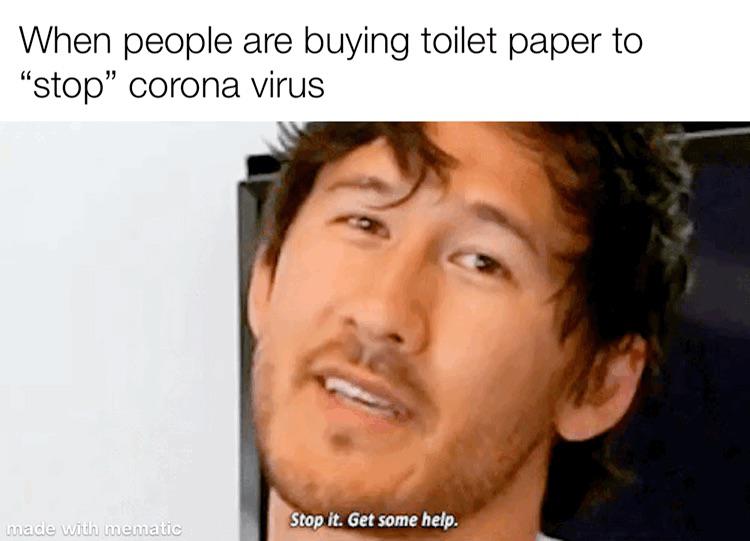 When people are buying toilet paper to
“stop” corona virus
Stop it. Get some help.
made with mematic